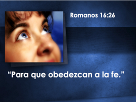 Romanos 16:26
“Para que obedezcan a la fe.”